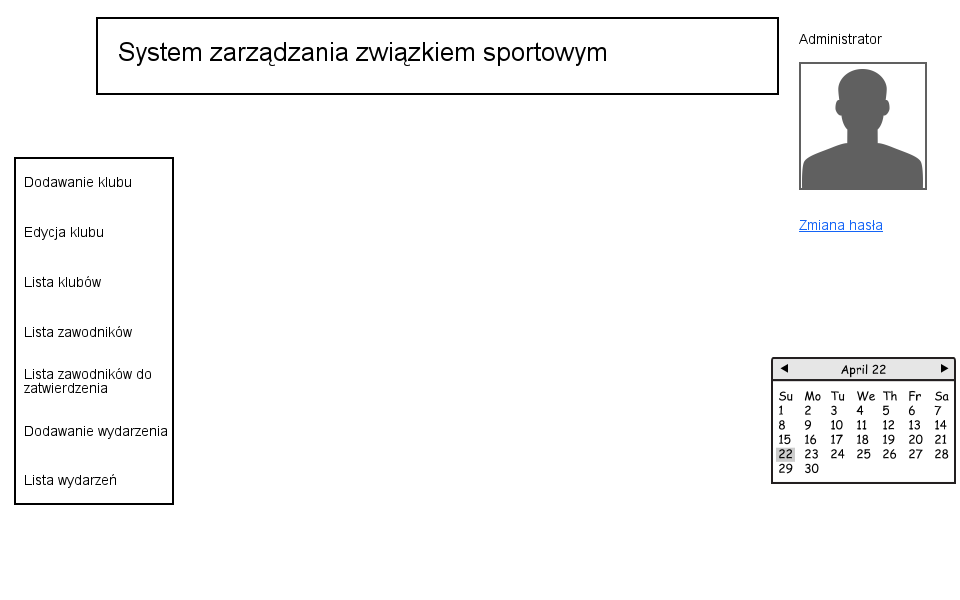 System zarządzania związkiem sportowym
Administrator
Zmiana hasła
Dodawanie klubu
Edycja klubu
Lista klubów
Lista zawodników
Lista zawodników do
zatwierdzenia
Dodawanie wydarzenia
Lista wydarzeń
April 22
Su Mo Tu We Th Fr Sa
1 2 3 4 5 6 7
8 9 10 11 12 13 14
15 16 17 18 19 20 21
22 23 24 25 26 27 28
29 30